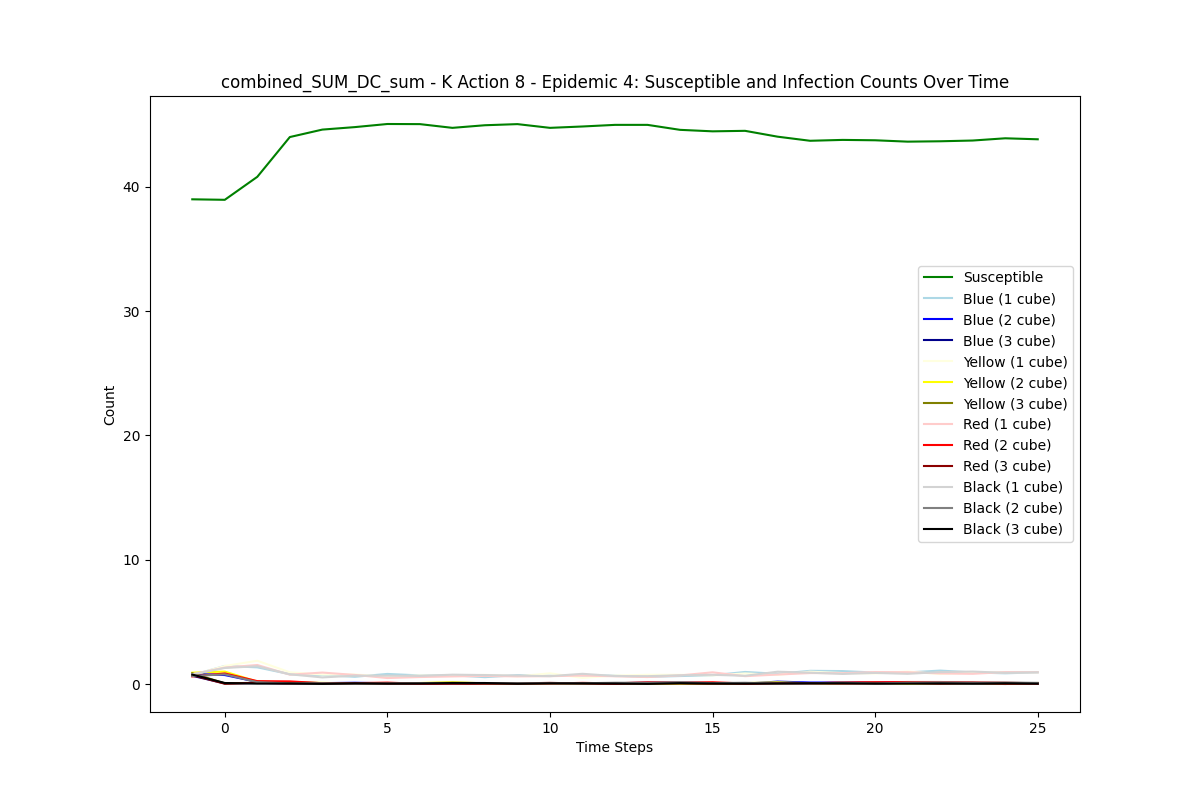 combined_SUM_DC_sum - K Action 8 - Epidemic 4: Susceptible and Infection Counts Over Time
Count
40
30
20
10
0
Susceptible
Blue (1 cube)
Blue (2 cube)
Blue (3 cube)
Yellow (1 cube)
Yellow (2 cube)
Yellow (3 cube)
Red (1 cube)
Red (2 cube)
Red (3 cube)
Black (1 cube)
Black (2 cube)
Black (3 cube)
0 5 10 15 20 25
Time Steps